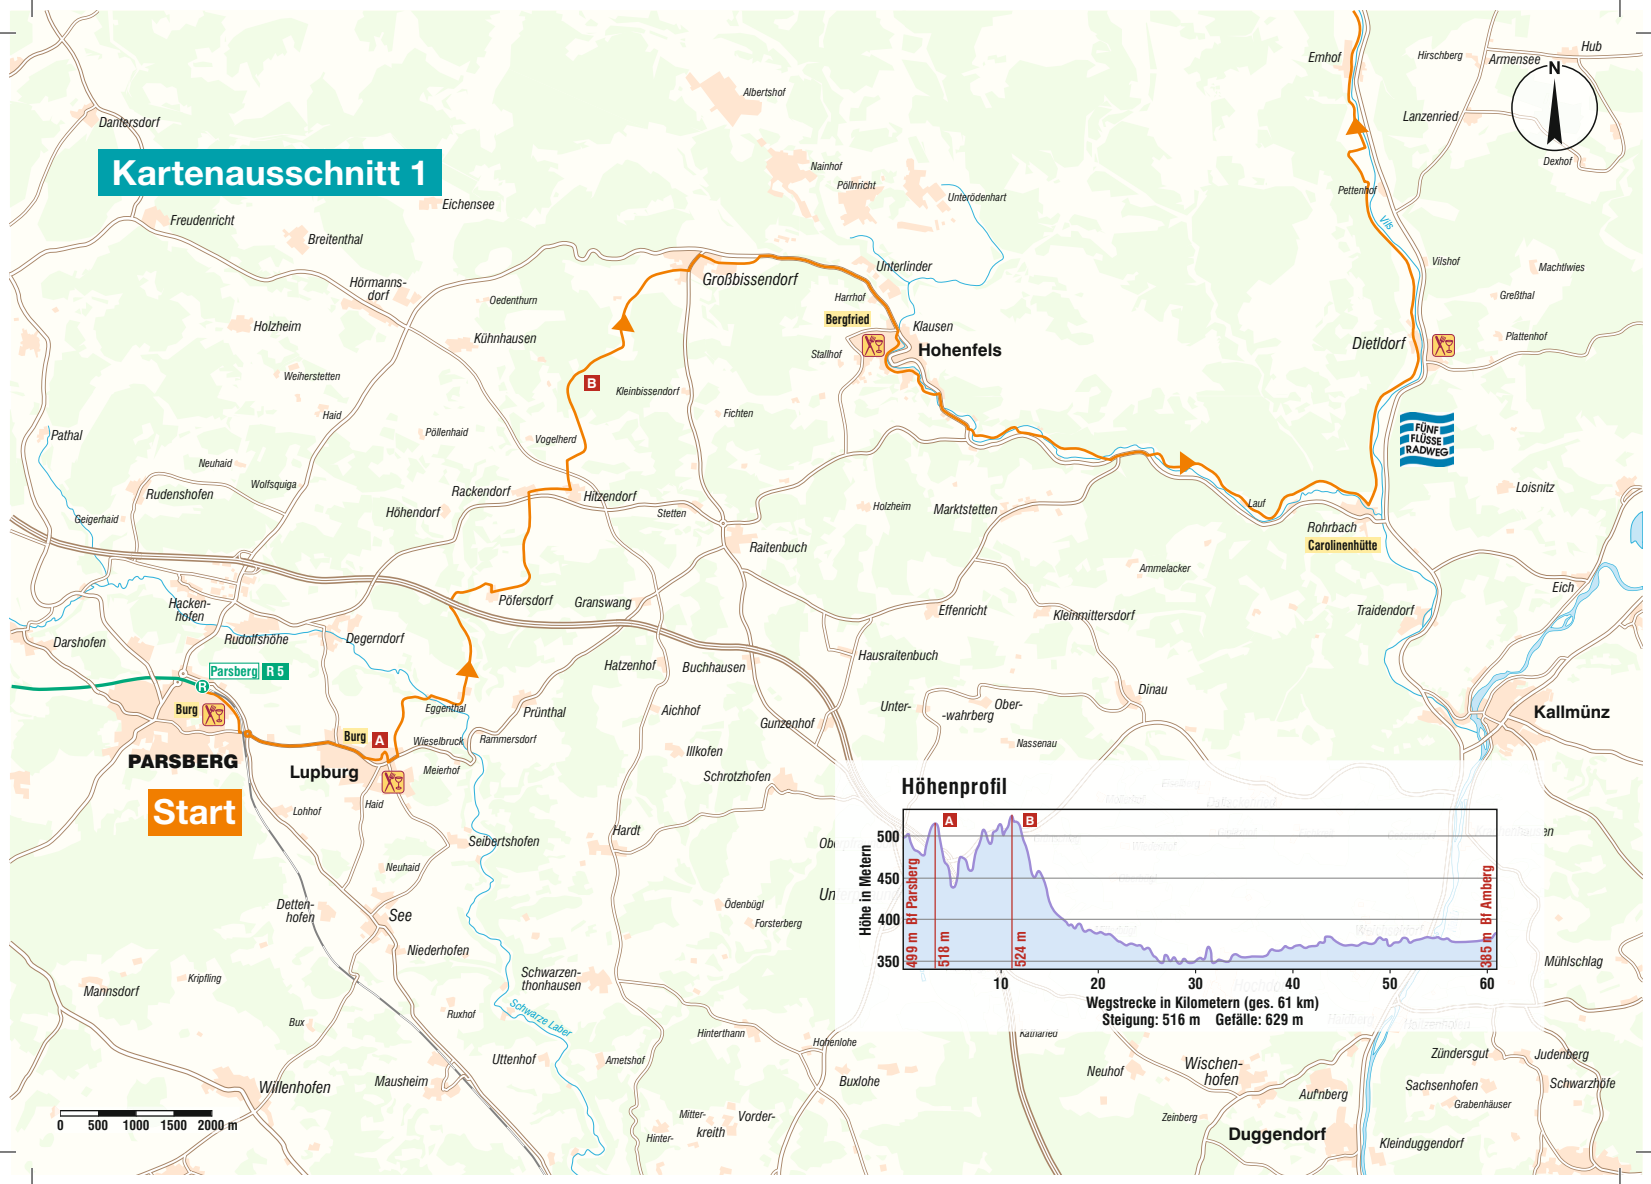 Kartenausschnitt 1
Dantersdorf
Freudenricht
Eichensee
Breitenthal
Hörmanns-
dorf
Holzheim
Oedenthurn
Kühnhausen
Weiherstetten
Haid
Pöllenhaid
Vogelherd
Pathal
Neuhaid
Rudenshofen
Wolfsquiga
Geigerhaid
Rackendorf
Höhendorf
Hitzendorf
Stetten
Albertshof
Nainhof
Pöllnricht
Unterödenhart
Unterlinder
Großbissendorf
Harrhof
Bergfried
Klausen
Hohenfels
Stallhof
B
Kleinbissendorf
Fichten
Emhof
Hirschberg
Hub
Armensee
N
Lanzenried
Dexhof
Pettenhof
Vils
Vilshof
Machtlwies
Greßthal
Plattenhof
Dietldorf
FÜNF
FLÜSSE
RADWEG
Loisnitz
Lauf
Rohrbach
Carolinenhütte
Holzheim
Marktstetten
Raitenbuch
Ammelacker
Eich
Traidendorf
Effenricht
Kleinmittersdorf
Hausraitenbuch
Dinau
Unter-
-wahrberg
Ober-
Nassenau
Kallmünz
Hacken-
hofen
Darshofen
Rudolfshöhe
Degerndorf
Pöfersdorf
Granswang
Parsberg
R 5
R
Burg
PARSBERG
Start
Burg
A
Lupburg
Eggenthal
Wieselbruck
Rammersdorf
Meierhof
Prünthal
Hatzenhof
Buchhausen
Aichhof
Gunzenhof
Illkofen
Schrotzhofen
Haid
Lohhof
Seibertshofen
Hardt
Neuhaid
Detten-
hofen
See
Niederhofen
Ödenbügl
Forsterberg
Schwarzen-
thonhausen
Schwarze Laber
Kripfling
Mannsdorf
Bux
Ruxhof
Uttenhof
Ametshof
Hinterthann
Hohenlohe
Buxlohe
Willenhofen
Mausheim
Mitter-
Hinter-
kreith
Vorder-
0 500 1000 1500 2000 m
Höhenprofil
Höhe in Metern
500
450
400
350
A
B
499 m Bf Parsberg
518 m
524 m
385 m Bf Amberg
10 20 30 40 50 60
Wegstrecke in Kilometern (ges. 61 km)
Steigung: 516 m Gefälle: 629 m
Mühlschlag
Neuhof
Wischen-
hofen
Zeinberg
Duggendorf
Kleinduggendorf
Zündersgut
Judenberg
Sachsenhofen
Schwarzhöfe
Grabenhäuser